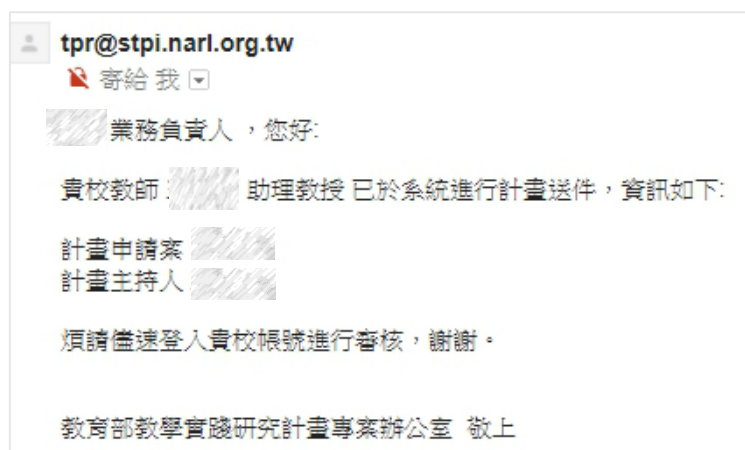 tpr@stpi.narl.org.tw
寄給 我
業務負責人 ，您好:
貴校教師 助理教授 已於系統進行計畫送件，資訊如下:
計畫申請案
計畫主持人
煩請儘速登入貴校帳號進行審核，謝謝。
教育部教學實踐研究計畫專案辦公室 敬上